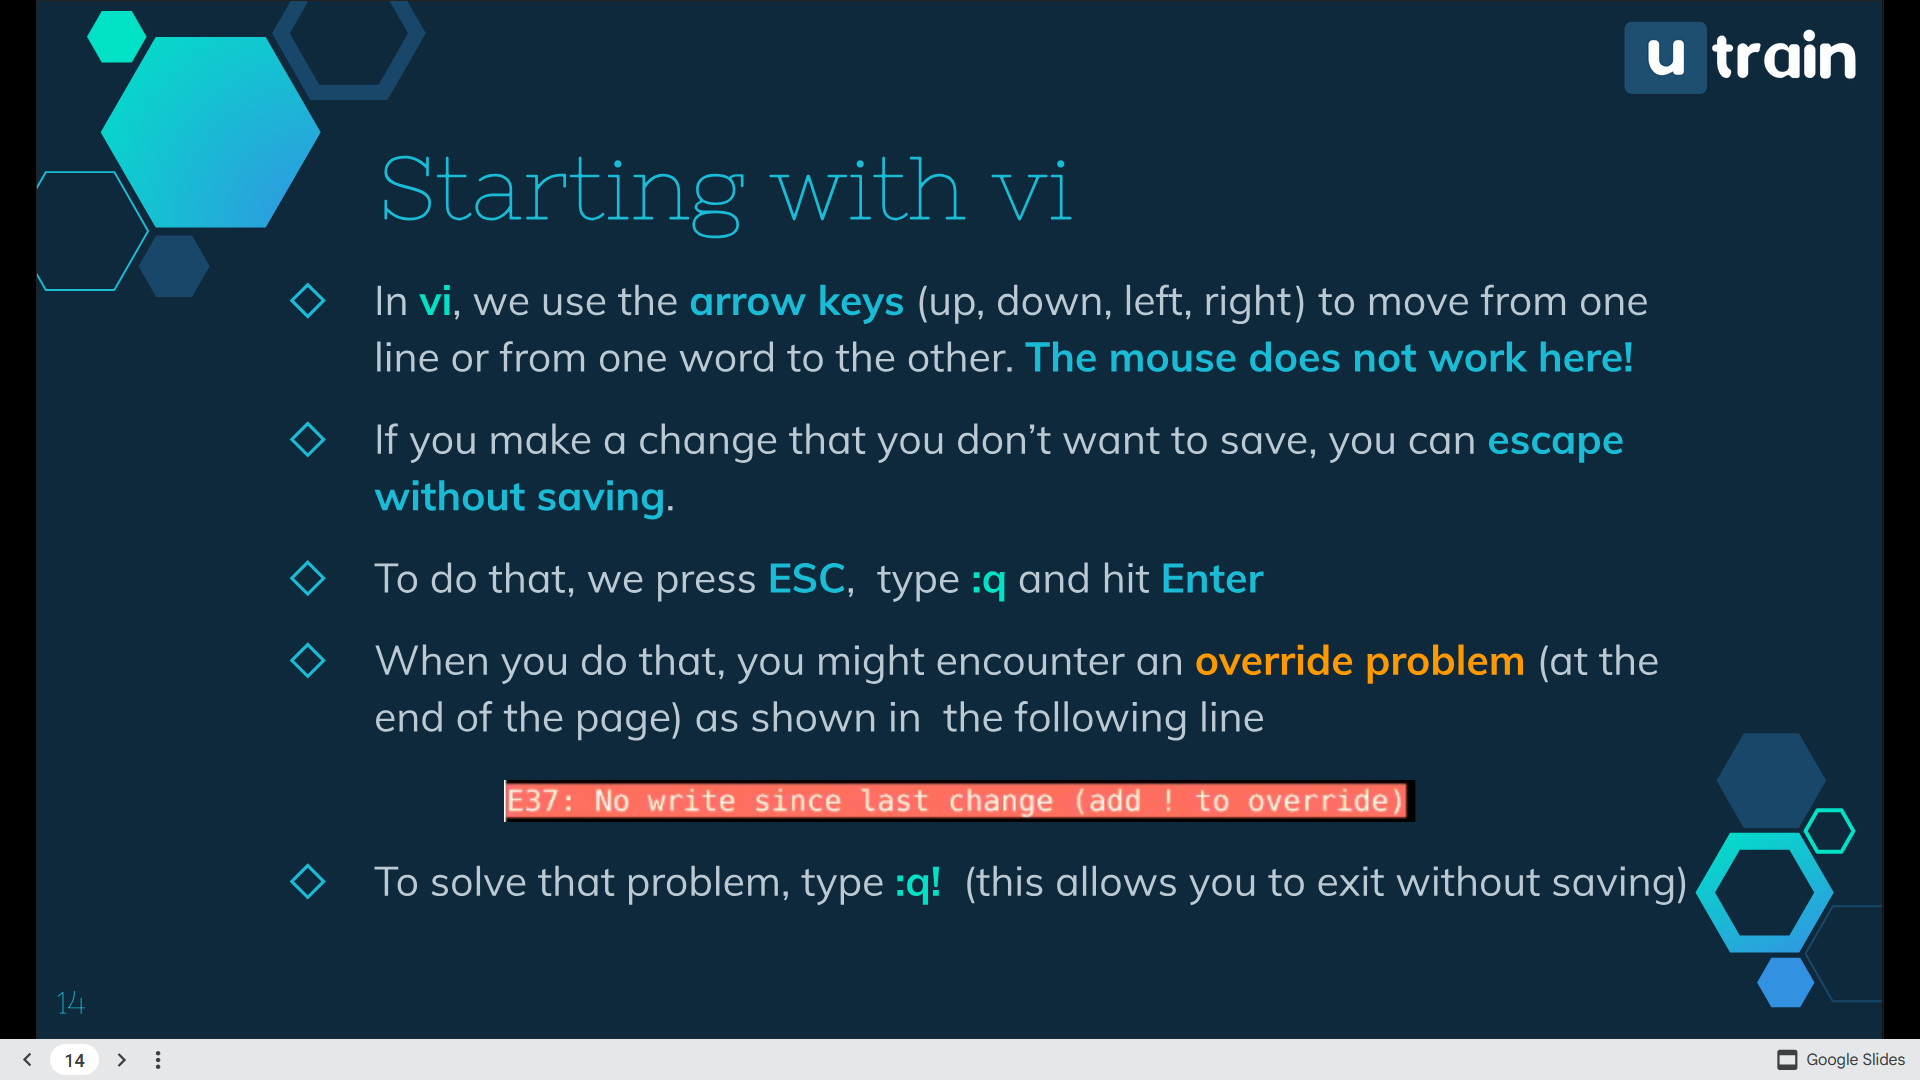 u train
Starting with vi
In vi, we use the arrow keys (up, down, left, right) to move from one
line or from one word to the other. The mouse does not work here!
If you make a change that you don’t want to save, you can escape
without saving.
To do that, we press ESC,  type :q and hit Enter
When you do that, you might encounter an override problem (at the
end of the page) as shown in  the following line
E37: No write since last change (add ! to override)
To solve that problem, type :q!  (this allows you to exit without saving)
14
14
Google Slides